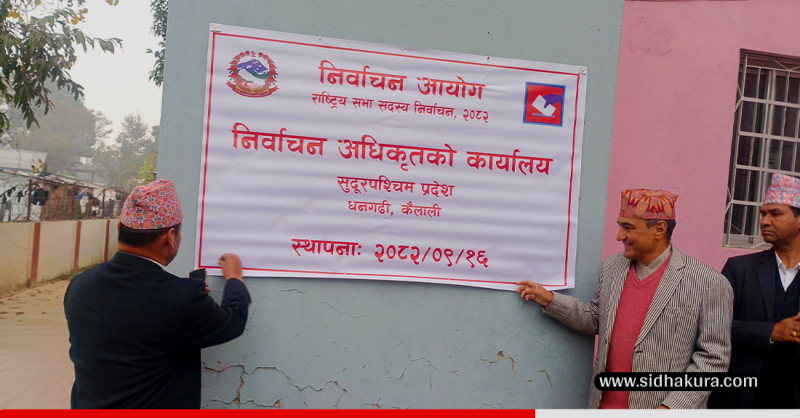 निर्वाचन आयोग
राष्ट्रिय सभा सदस्य निर्वाचन, २०८२
निर्वाचन अधिकृतको कार्यालय
सुदूरपश्चिम प्रदेश
धनगढी, कैलाली
स्थापनाः २०८२/०९/१६
www.sidhakura.com